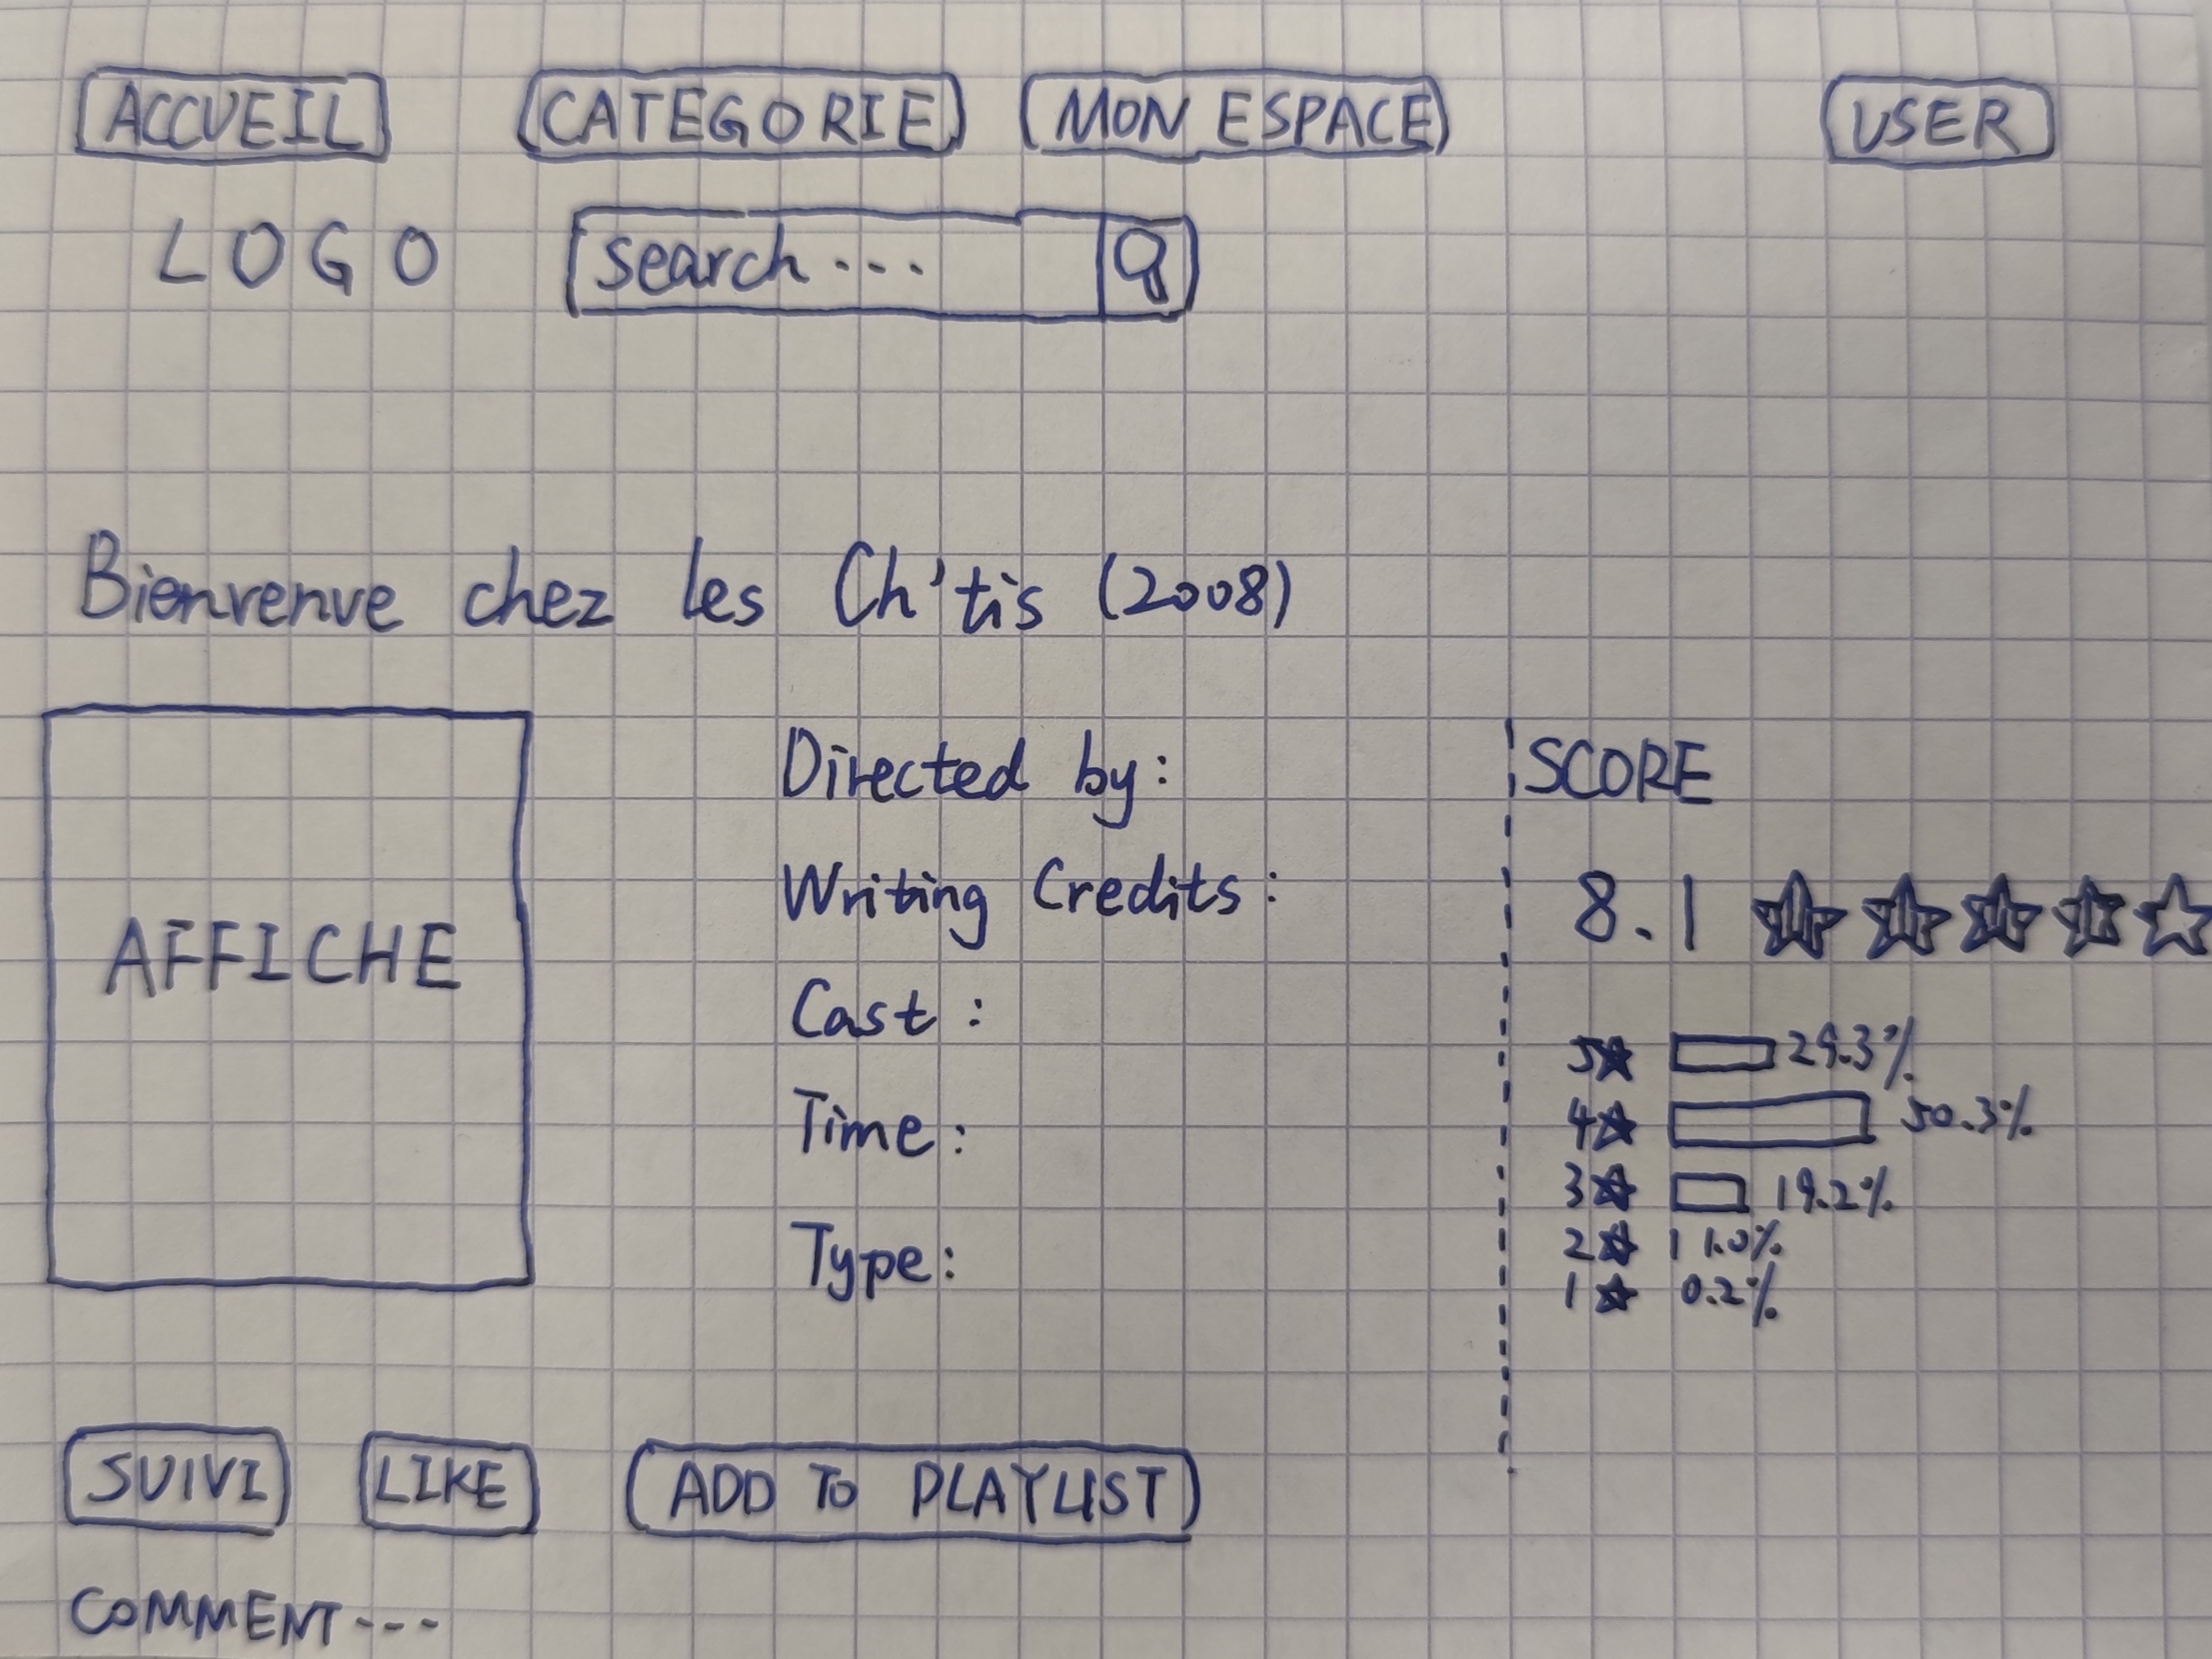 ACCUEIL CATEGORIE MON ESPACE USER
LOGO search...
Bienvenue chez les Ch'tis (2008)
AFFICHE
Directed by:
Writing Credits:
Cast:
Time:
Type:
SCORE
8.1 ★★★★☆
5★ 29.3%
4★ 50.3%
3★ 19.2%
2★ 1.0%
1★ 0.2%
SUIVI LIKE ADD TO PLAYLIST
COMMENT---